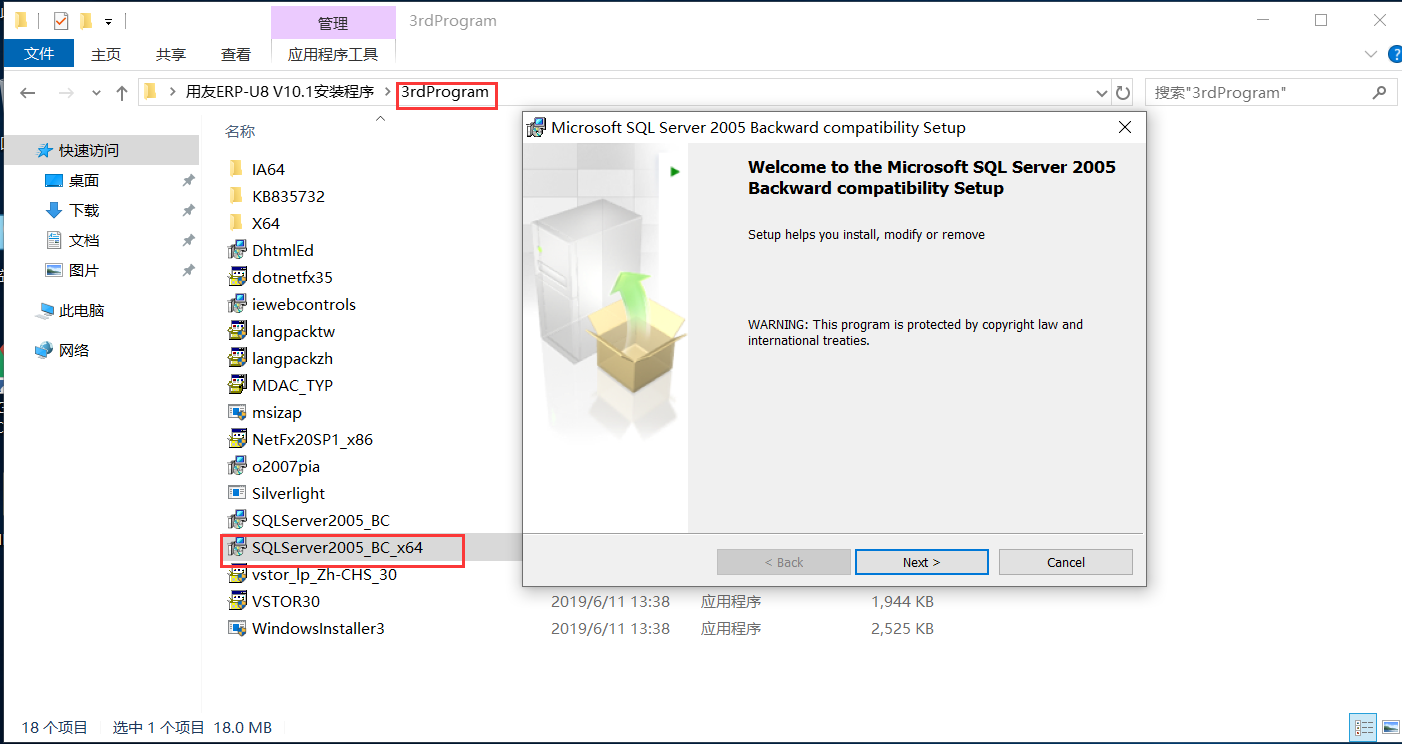 管理
3rdProgram
文件
主页
共享
查看
应用程序工具
用友ERP-U8 V10.1安装程序
3rdProgram
搜索"3rdProgram"
名称
快速访问
桌面
下载
文档
图片
此电脑
网络
IA64
KB835732
X64
DhtmlEd
dotnetfx35
iewebcontrols
langpacktw
langpackzh
MDAC_TYP
msizap
NetFx20SP1_x86
o2007pia
Silverlight
SQLServer2005_BC
SQLServer2005_BC_x64
vstor_lp_Zh-CHS_30
VSTOR30 2019/6/11 13:38 应用程序 1,944 KB
WindowsInstaller3 2019/6/11 13:38 应用程序 2,525 KB
Microsoft SQL Server 2005 Backward compatibility Setup
Welcome to the Microsoft SQL Server 2005
Backward compatibility Setup
Setup helps you install, modify or remove
WARNING: This program is protected by copyright law and
international treaties.
< Back
Next >
Cancel
18 个项目
选中 1 个项目 18.0 MB